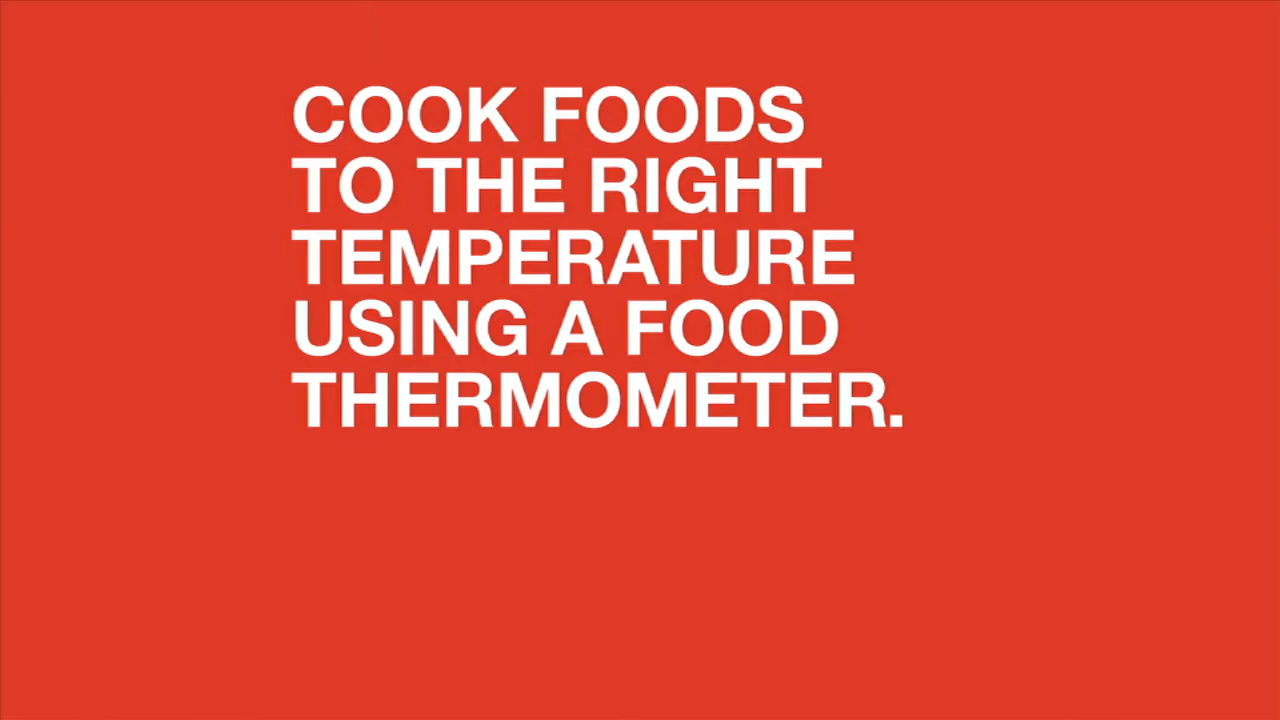 COOK FOODS
TO THE RIGHT
TEMPERATURE
USING A FOOD
THERMOMETER.